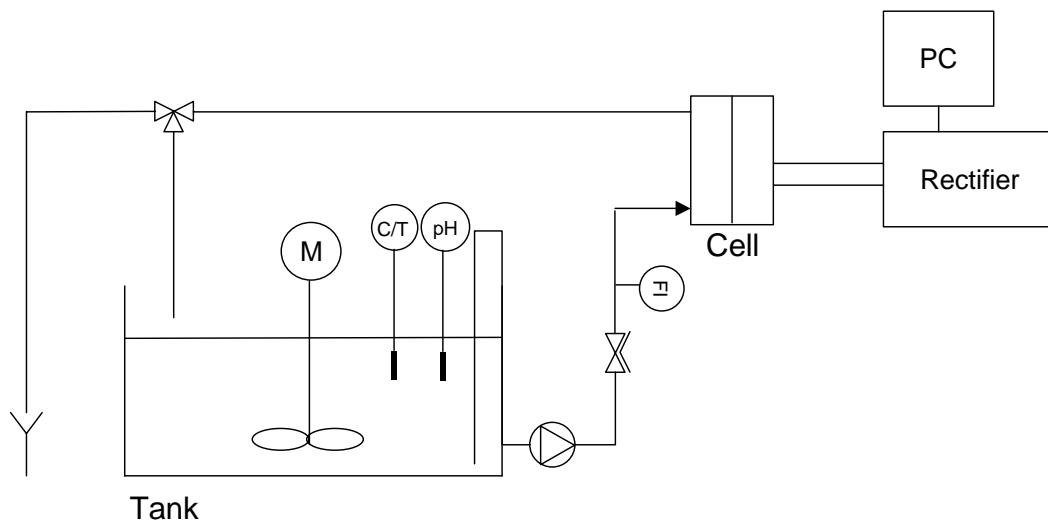 PC
Rectifier
Cell
C/T
pH
M
FI
Tank